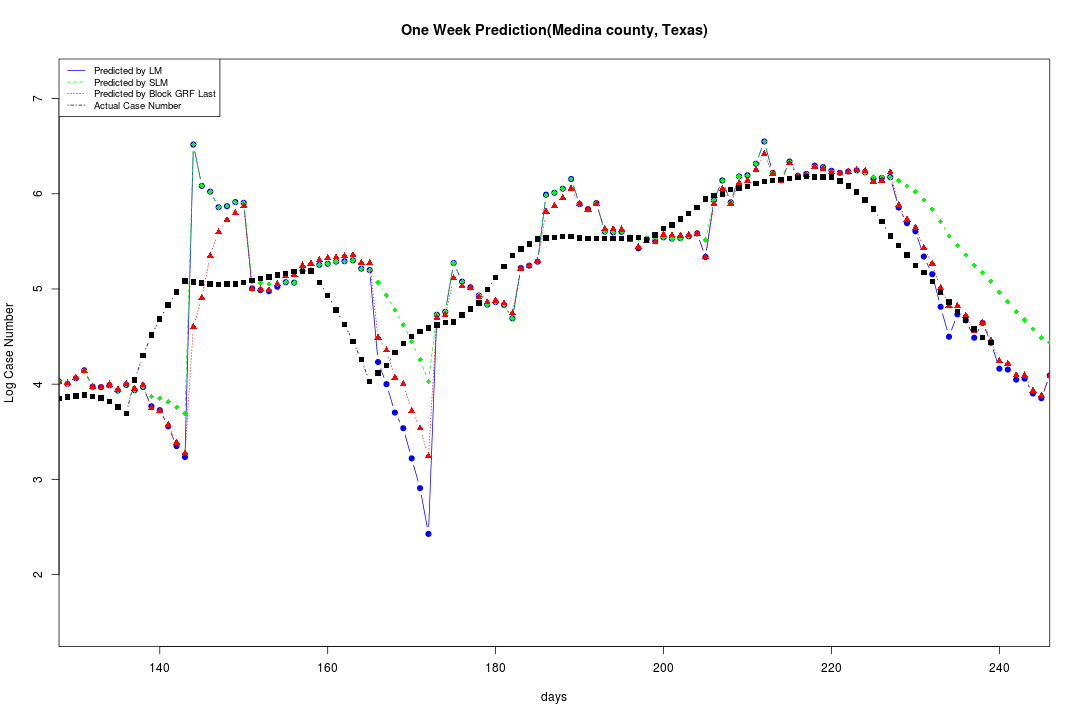 One Week Prediction(Medina county, Texas)
Predicted by LM
Predicted by SLM
Predicted by Block GRF Last
Actual Case Number
7
6
5
4
3
2
Log Case Number
140 160 180 200 220 240
days